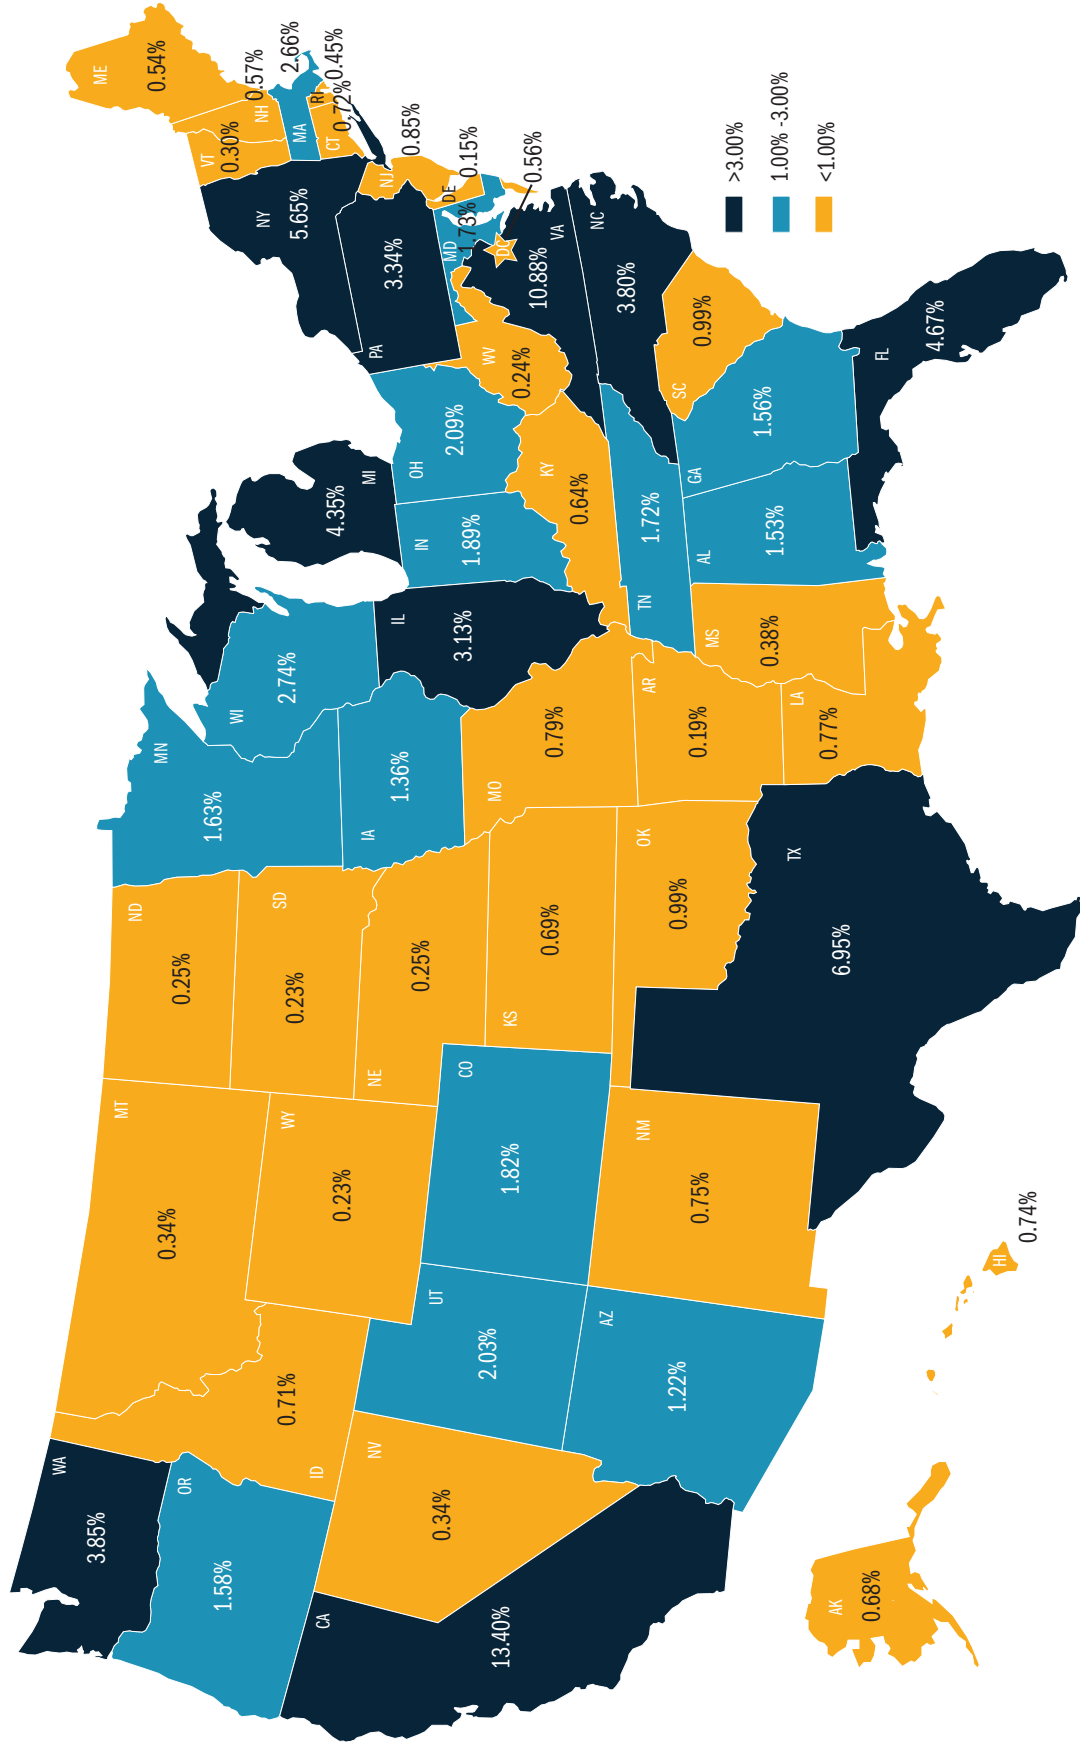 WA
3.85%
OR
1.58%
CA
13.40%
ID
0.71%
NV
0.34%
MT
0.34%
WY
0.23%
UT
2.03%
AZ
1.22%
CO
1.82%
NM
0.75%
ND
0.25%
SD
0.23%
NE
0.25%
KS
0.69%
OK
0.99%
TX
6.95%
MN
1.63%
IA
1.36%
MO
0.79%
AR
0.19%
LA
0.77%
WI
2.74%
IL
3.13%
MI
4.35%
IN
1.89%
OH
2.09%
KY
0.64%
TN
1.72%
MS
0.38%
AL
1.53%
GA
1.56%
FL
4.67%
SC
0.99%
NC
3.80%
VA
10.88%
WV
0.24%
DC
0.56%
MD
1.73%
DE
0.15%
PA
3.34%
NJ
0.85%
NY
5.65%
CT
0.72%
RI
0.45%
MA
2.66%
VT
0.30%
NH
0.57%
ME
0.54%
AK
0.68%
HI
0.74%
>3.00%
1.00% -3.00%
<1.00%